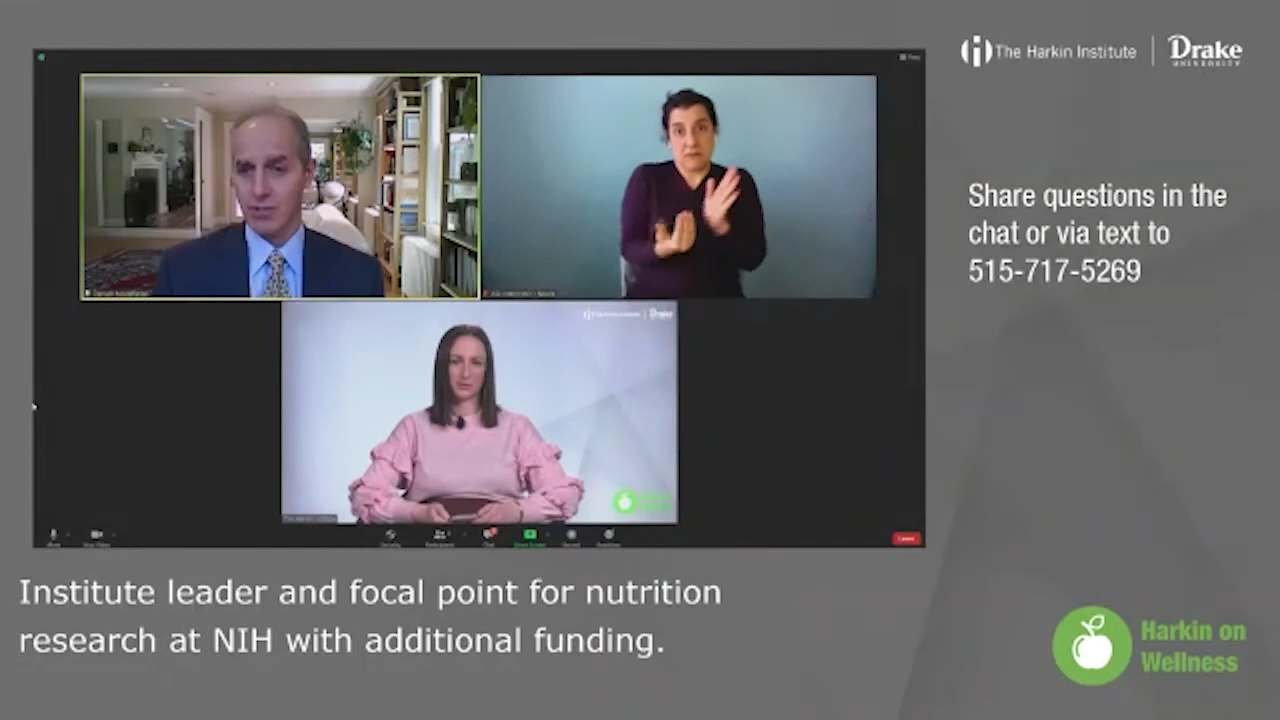 The Harkin Institute
Drake
UNIVERSITY
Share questions in the
chat or via text to
515-717-5269
Institute leader and focal point for nutrition
research at NIH with additional funding.
Harkin on
Wellness